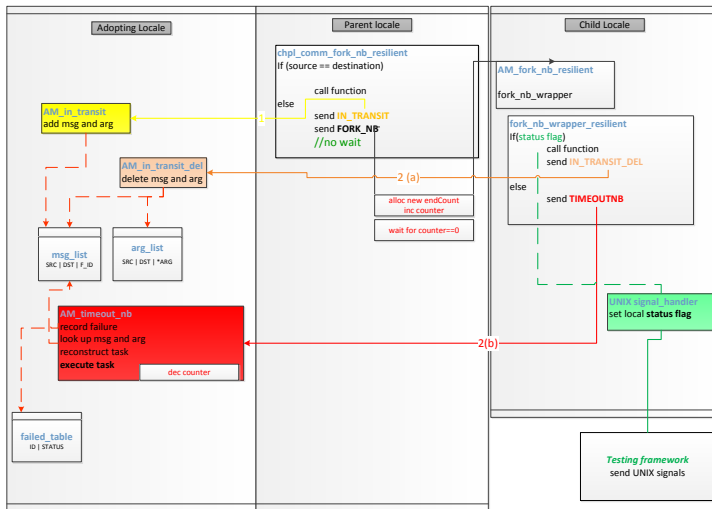 Adopting Locale
Parent locale
Child Locale
chpl_comm_fork_nb_resilient
If (source == destination)
call function
else
send IN_TRANSIT
send FORK_NB
//no wait
alloc new endCount
inc counter
wait for counter==0
AM_fork_nb_resilient
fork_nb_wrapper
fork_nb_wrapper_resilient
If(status flag)
call function
send IN_TRANSIT_DEL
else
send TIMEOUTNB
AM_in_transit
add msg and arg
1
AM_in_transit_del
delete msg and arg
2 (a)
msg_list
SRC | DST | F_ID
arg_list
SRC | DST | *ARG
AM_timeout_nb
record failure
look up msg and arg
reconstruct task
execute task
dec counter
2(b)
UNIX signal_handler
set local status flag
failed_table
ID | STATUS
Testing framework
send UNIX signals